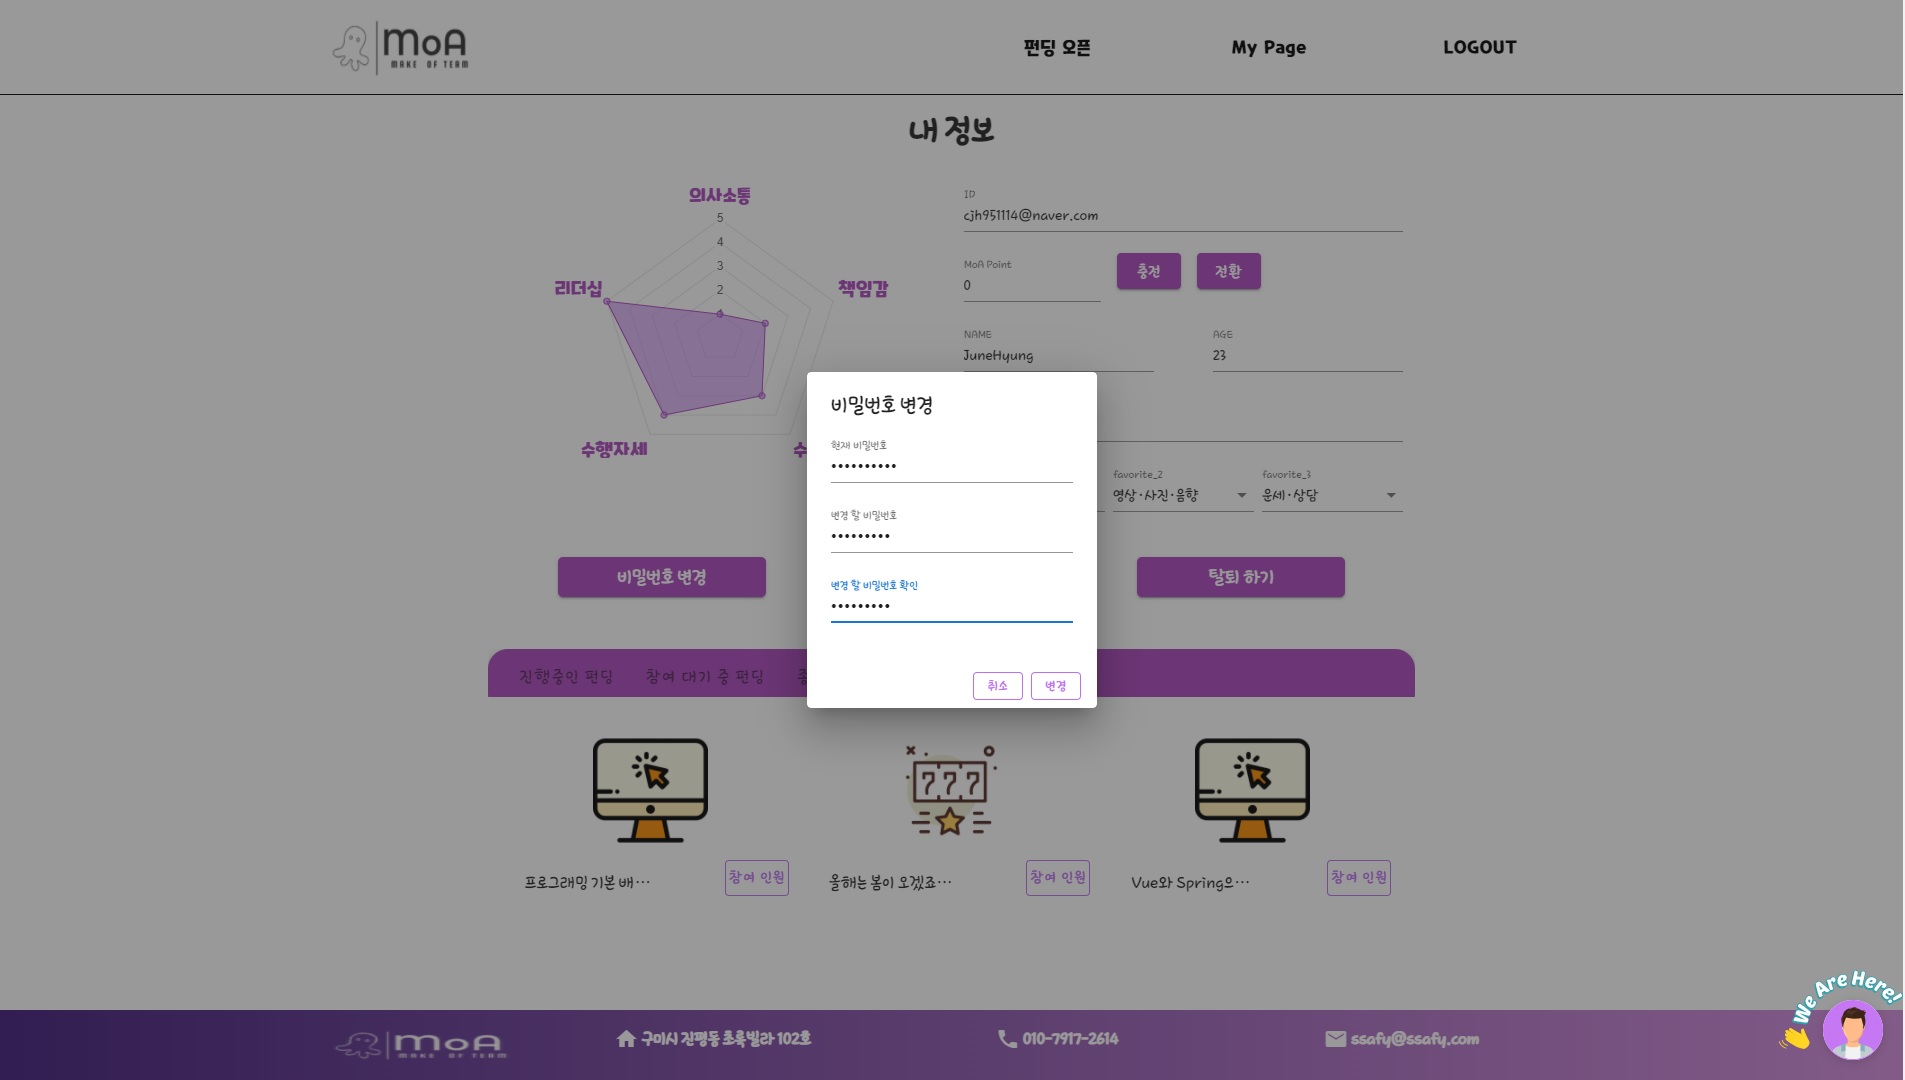 MOA
MAKE OF TEAM
펀딩 오픈
My Page
LOGOUT
내 정보
의사소통
5
4
3
2
1
리더십
책임감
수행자세
수
ID
cjh951114@naver.com
MoA Point
0
충전
전환
NAME
JuneHyung
AGE
23
favorite_2
영상·사진·음향
favorite_3
운세·상담
비밀번호 변경
현재 비밀번호
••••••••••
변경 할 비밀번호
•••••••••
변경 할 비밀번호 확인
•••••••••
취소
변경
비밀번호 변경
탈퇴 하기
진행중인 펀딩
참여 대기 중 펀딩
종
777
프로그래밍 기본 배···
참여 인원
올해는 봄이 오겠죠···
참여 인원
Vue와 Spring으···
참여 인원
We Are Here!
MOA
MAKE OF TEAM
구미시 진평동 초록빌라 102호
010-7917-2614
ssafy@ssafy.com